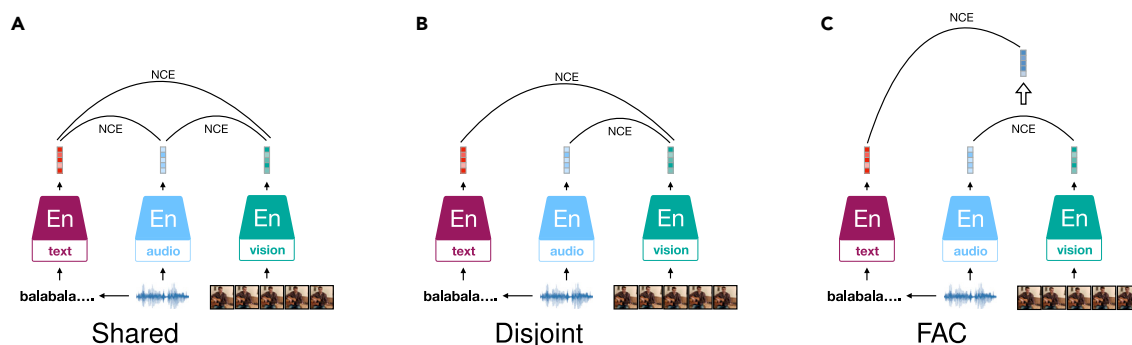 A
B
C
NCE
NCE
NCE
En
En
En
text
audio
vision
balabala....
Shared
NCE
NCE
En
En
En
text
audio
vision
balabala....
Disjoint
NCE
NCE
En
En
En
text
audio
vision
balabala....
FAC